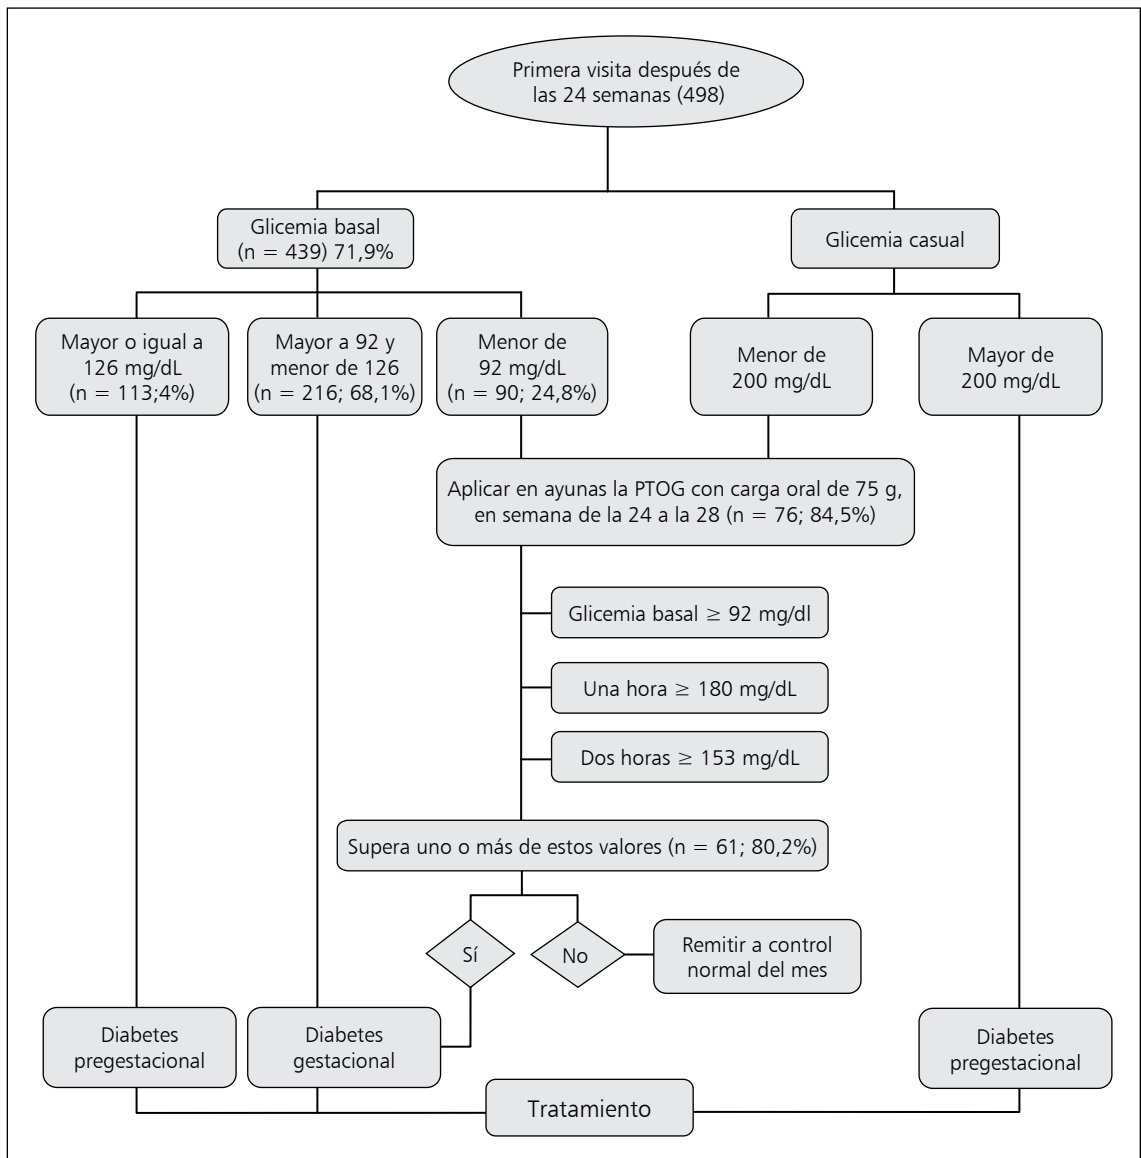 Primera visita después de
las 24 semanas (498)
Glicemia basal
(n = 439) 71,9%
Glicemia casual
Mayor o igual a
126 mg/dL
(n = 113;4%)
Mayor a 92 y
menor de 126
(n = 216; 68,1%)
Menor de
92 mg/dL
(n = 90; 24,8%)
Menor de
200 mg/dL
Mayor de
200 mg/dL
Aplicar en ayunas la PTOG con carga oral de 75 g,
en semana de la 24 a la 28 (n = 76; 84,5%)
Glicemia basal ≥ 92 mg/dl
Una hora ≥ 180 mg/dL
Dos horas ≥ 153 mg/dL
Supera uno o más de estos valores (n = 61; 80,2%)
Sí
No
Remitir a control
normal del mes
Diabetes
pregestacional
Diabetes
gestacional
Diabetes
pregestacional
Tratamiento